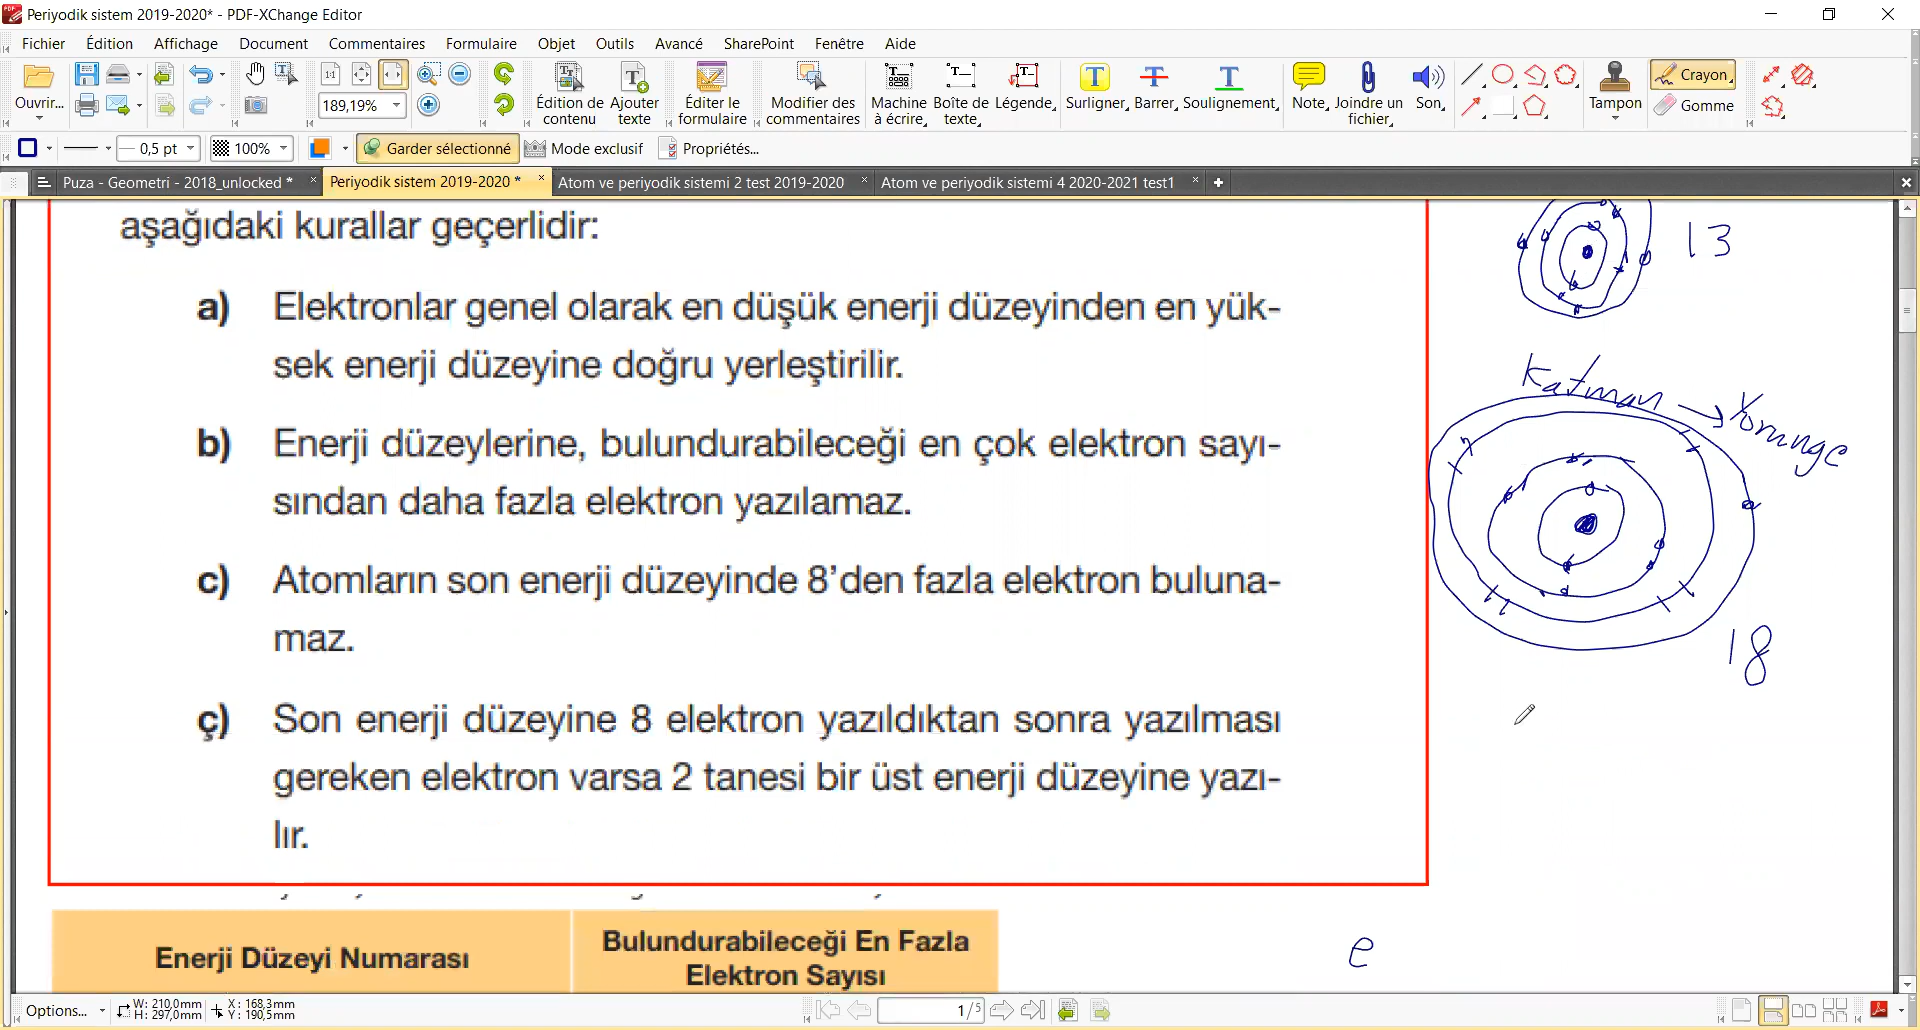 Periyodik sistem 2019-2020* - PDF-XChange Editor
Fichier Édition Affichage Document Commentaires Formulaire Objet Outils Avancé SharePoint Fenêtre Aide
Ouvrir...
1:1
189,19%
Édition de contenu
Ajouter texte
Éditer le formulaire
Modifier des commentaires
Machine à écrire
Boîte de texte
Légende
Surligner
Barrer
Soulignement
Note
Joindre un fichier
Son
Tampon
Crayon
Gomme
0,5 pt 100% Garder sélectionné Mode exclusif Propriétés...
Puza - Geometri - 2018_unlocked * Periyodik sistem 2019-2020 * Atom ve periyodik sistemi 2 test 2019-2020 Atom ve periyodik sistemi 4 2020-2021 test1
aşağıdaki kurallar geçerlidir:
a) Elektronlar genel olarak en düşük enerji düzeyinden en yük-
sek enerji düzeyine doğru yerleştirilir.
b) Enerji düzeylerine, bulundurabileceği en çok elektron sayı-
sından daha fazla elektron yazılamaz.
c) Atomların son enerji düzeyinde 8’den fazla elektron buluna-
maz.
ç) Son enerji düzeyine 8 elektron yazıldıktan sonra yazılması
gereken elektron varsa 2 tanesi bir üst enerji düzeyine yazı-
lır.
13
Katman → Yörünge
18
Enerji Düzeyi Numarası
Bulundurabileceği En Fazla
Elektron Sayısı
e
Options...
W: 210,0mm
H: 297,0mm
X: 168,3mm
Y: 190,5mm
1/5